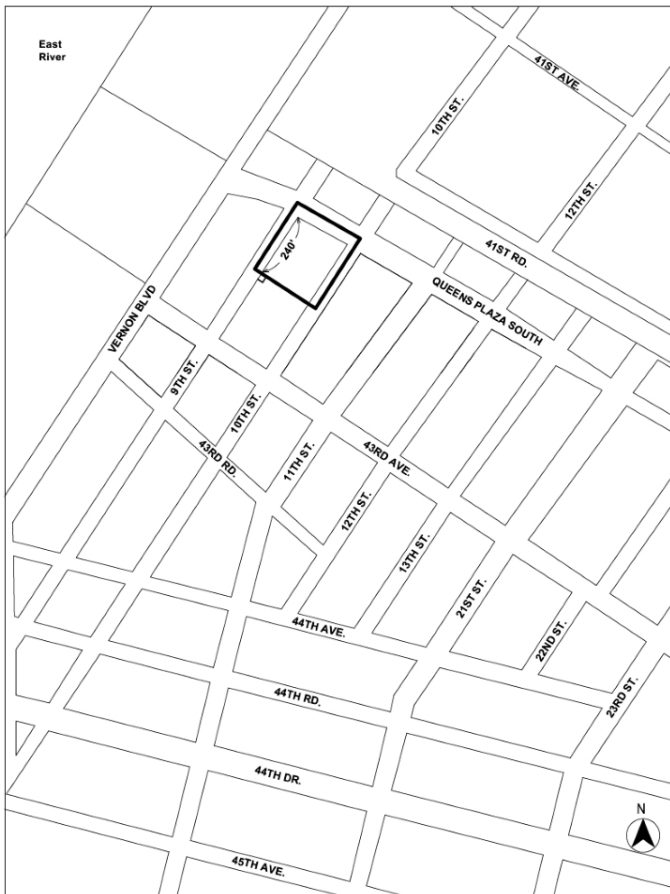 East
River
41ST AVE.
10TH ST.
12TH ST.
41ST RD.
240'
QUEENS PLAZA SOUTH
VERNON BLVD
9TH ST.
10TH ST.
43RD RD.
11TH ST.
43RD AVE.
12TH ST.
13TH ST.
21ST ST.
22ND ST.
44TH AVE.
23RD ST.
44TH RD.
44TH DR.
N
45TH AVE.